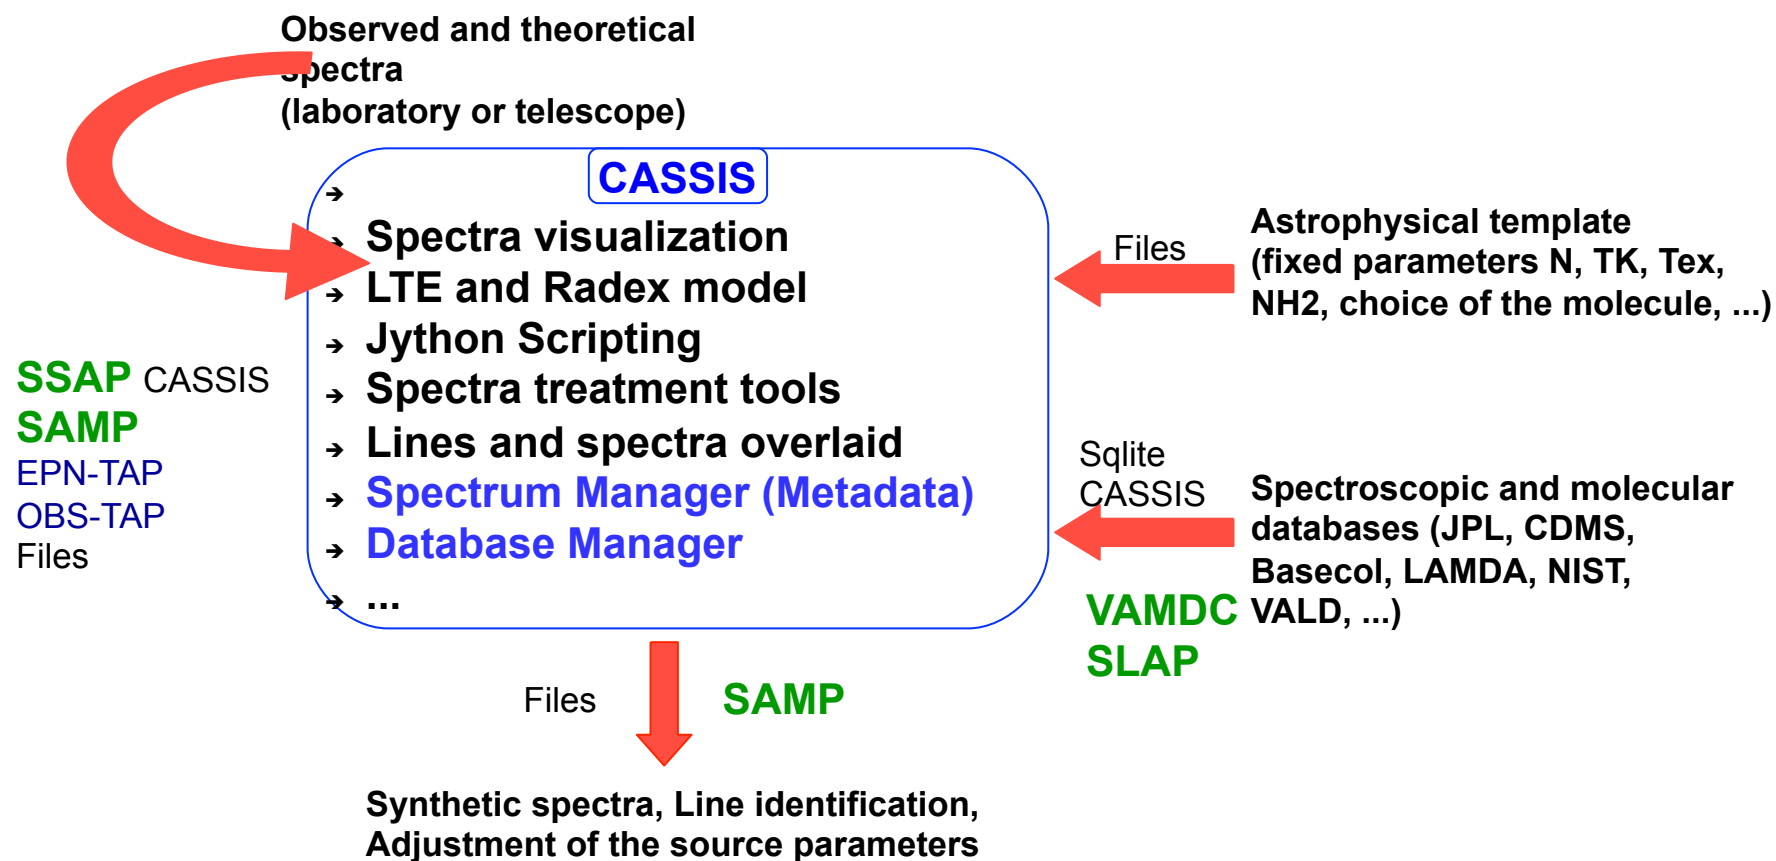 Observed and theoretical
spectra
(laboratory or telescope)
CASSIS
➔
➔ Spectra visualization
➔ LTE and Radex model
➔ Jython Scripting
➔ Spectra treatment tools
➔ Lines and spectra overlaid
➔ Spectrum Manager (Metadata)
➔ Database Manager
➔ ...
SSAP CASSIS
SAMP
EPN-TAP
OBS-TAP
Files
Files
Astrophysical template
(fixed parameters N, TK, Tex,
NH2, choice of the molecule, ...)
Sqlite
CASSIS
Spectroscopic and molecular
databases (JPL, CDMS,
Basecol, LAMDA, NIST,
VALD, ...)
VAMDC
SLAP
Files
SAMP
Synthetic spectra, Line identification,
Adjustment of the source parameters